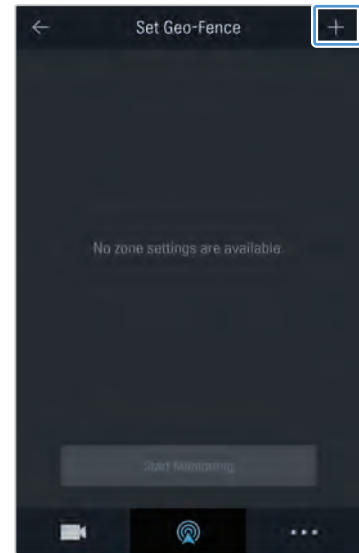 Set Geo-Fence
No zone settings are available.
Start Monitoring